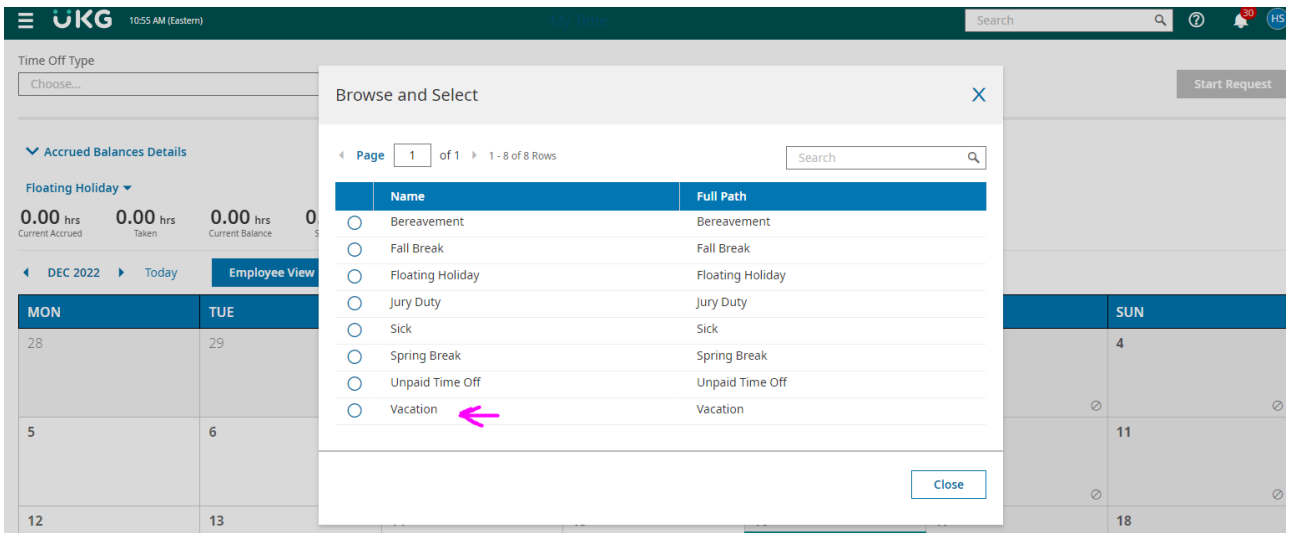 UKG 10:55 AM (Eastern) My Time Search 30 HS
Time Off Type
Choose...
Start Request
Browse and Select X
Accrued Balances Details
Page 1 of 1 1 - 8 of 8 Rows Search
Floating Holiday
Name Full Path
0.00 hrs 0.00 hrs 0.00 hrs
Current Accrued Taken Current Balance
Bereavement Bereavement
Fall Break Fall Break
Floating Holiday Floating Holiday
Jury Duty Jury Duty
Sick Sick
Spring Break Spring Break
Unpaid Time Off Unpaid Time Off
Vacation Vacation
DEC 2022 Today Employee View
MON TUE SUN
28 29 4
5 6 11
Close
12 13 18